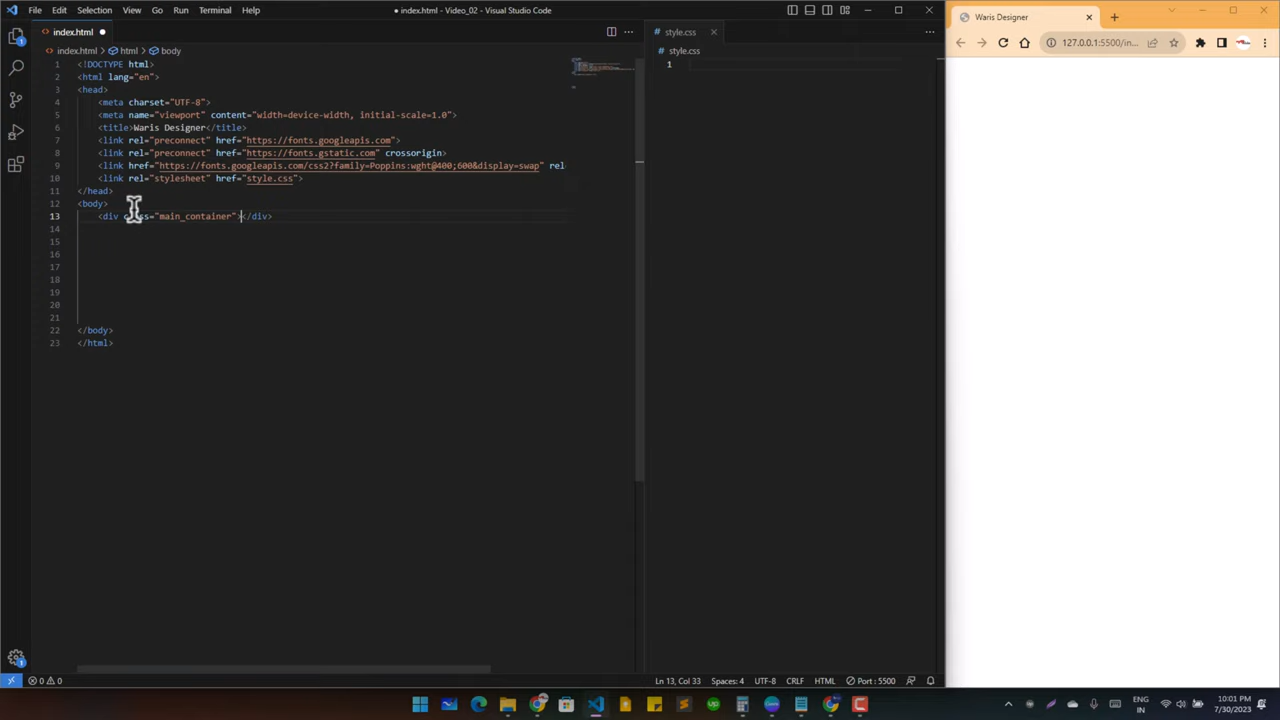 File Edit Selection View Go Run Terminal Help
● index.html - Video_02 - Visual Studio Code
Waris Designer
index.html
style.css
127.0.0.1:5500/in...
index.html > html > body
style.css
1 <!DOCTYPE html>
2 <html lang="en">
3 <head>
4 <meta charset="UTF-8">
5 <meta name="viewport" content="width=device-width, initial-scale=1.0">
6 <title>Waris Designer</title>
7 <link rel="preconnect" href="https://fonts.googleapis.com">
8 <link rel="preconnect" href="https://fonts.gstatic.com" crossorigin>
9 <link href="https://fonts.googleapis.com/css2?family=Poppins:wght@400;600&display=swap" rel
10 <link rel="stylesheet" href="style.css">
11 </head>
12 <body>
13 <div class="main_container"></div>
14
15
16
17
18
19
20
21
22 </body>
23 </html>
1
0 0 Ln 13, Col 33 Spaces: 4 UTF-8 CRLF HTML Port : 5500
ENG
IN
10:01 PM
7/30/2023